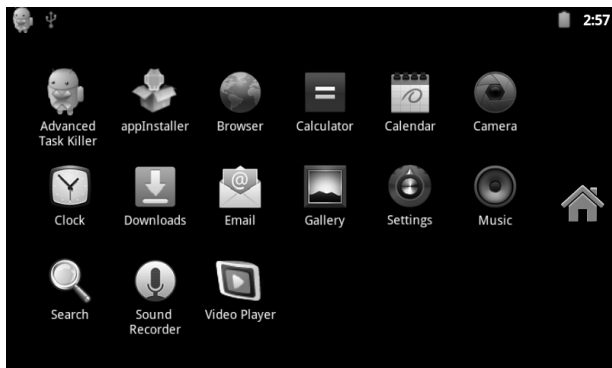 2:57
Advanced
Task Killer
appInstaller
Browser
Calculator
Calendar
Camera
Clock
Downloads
Email
Gallery
Settings
Music
Search
Sound
Recorder
Video Player